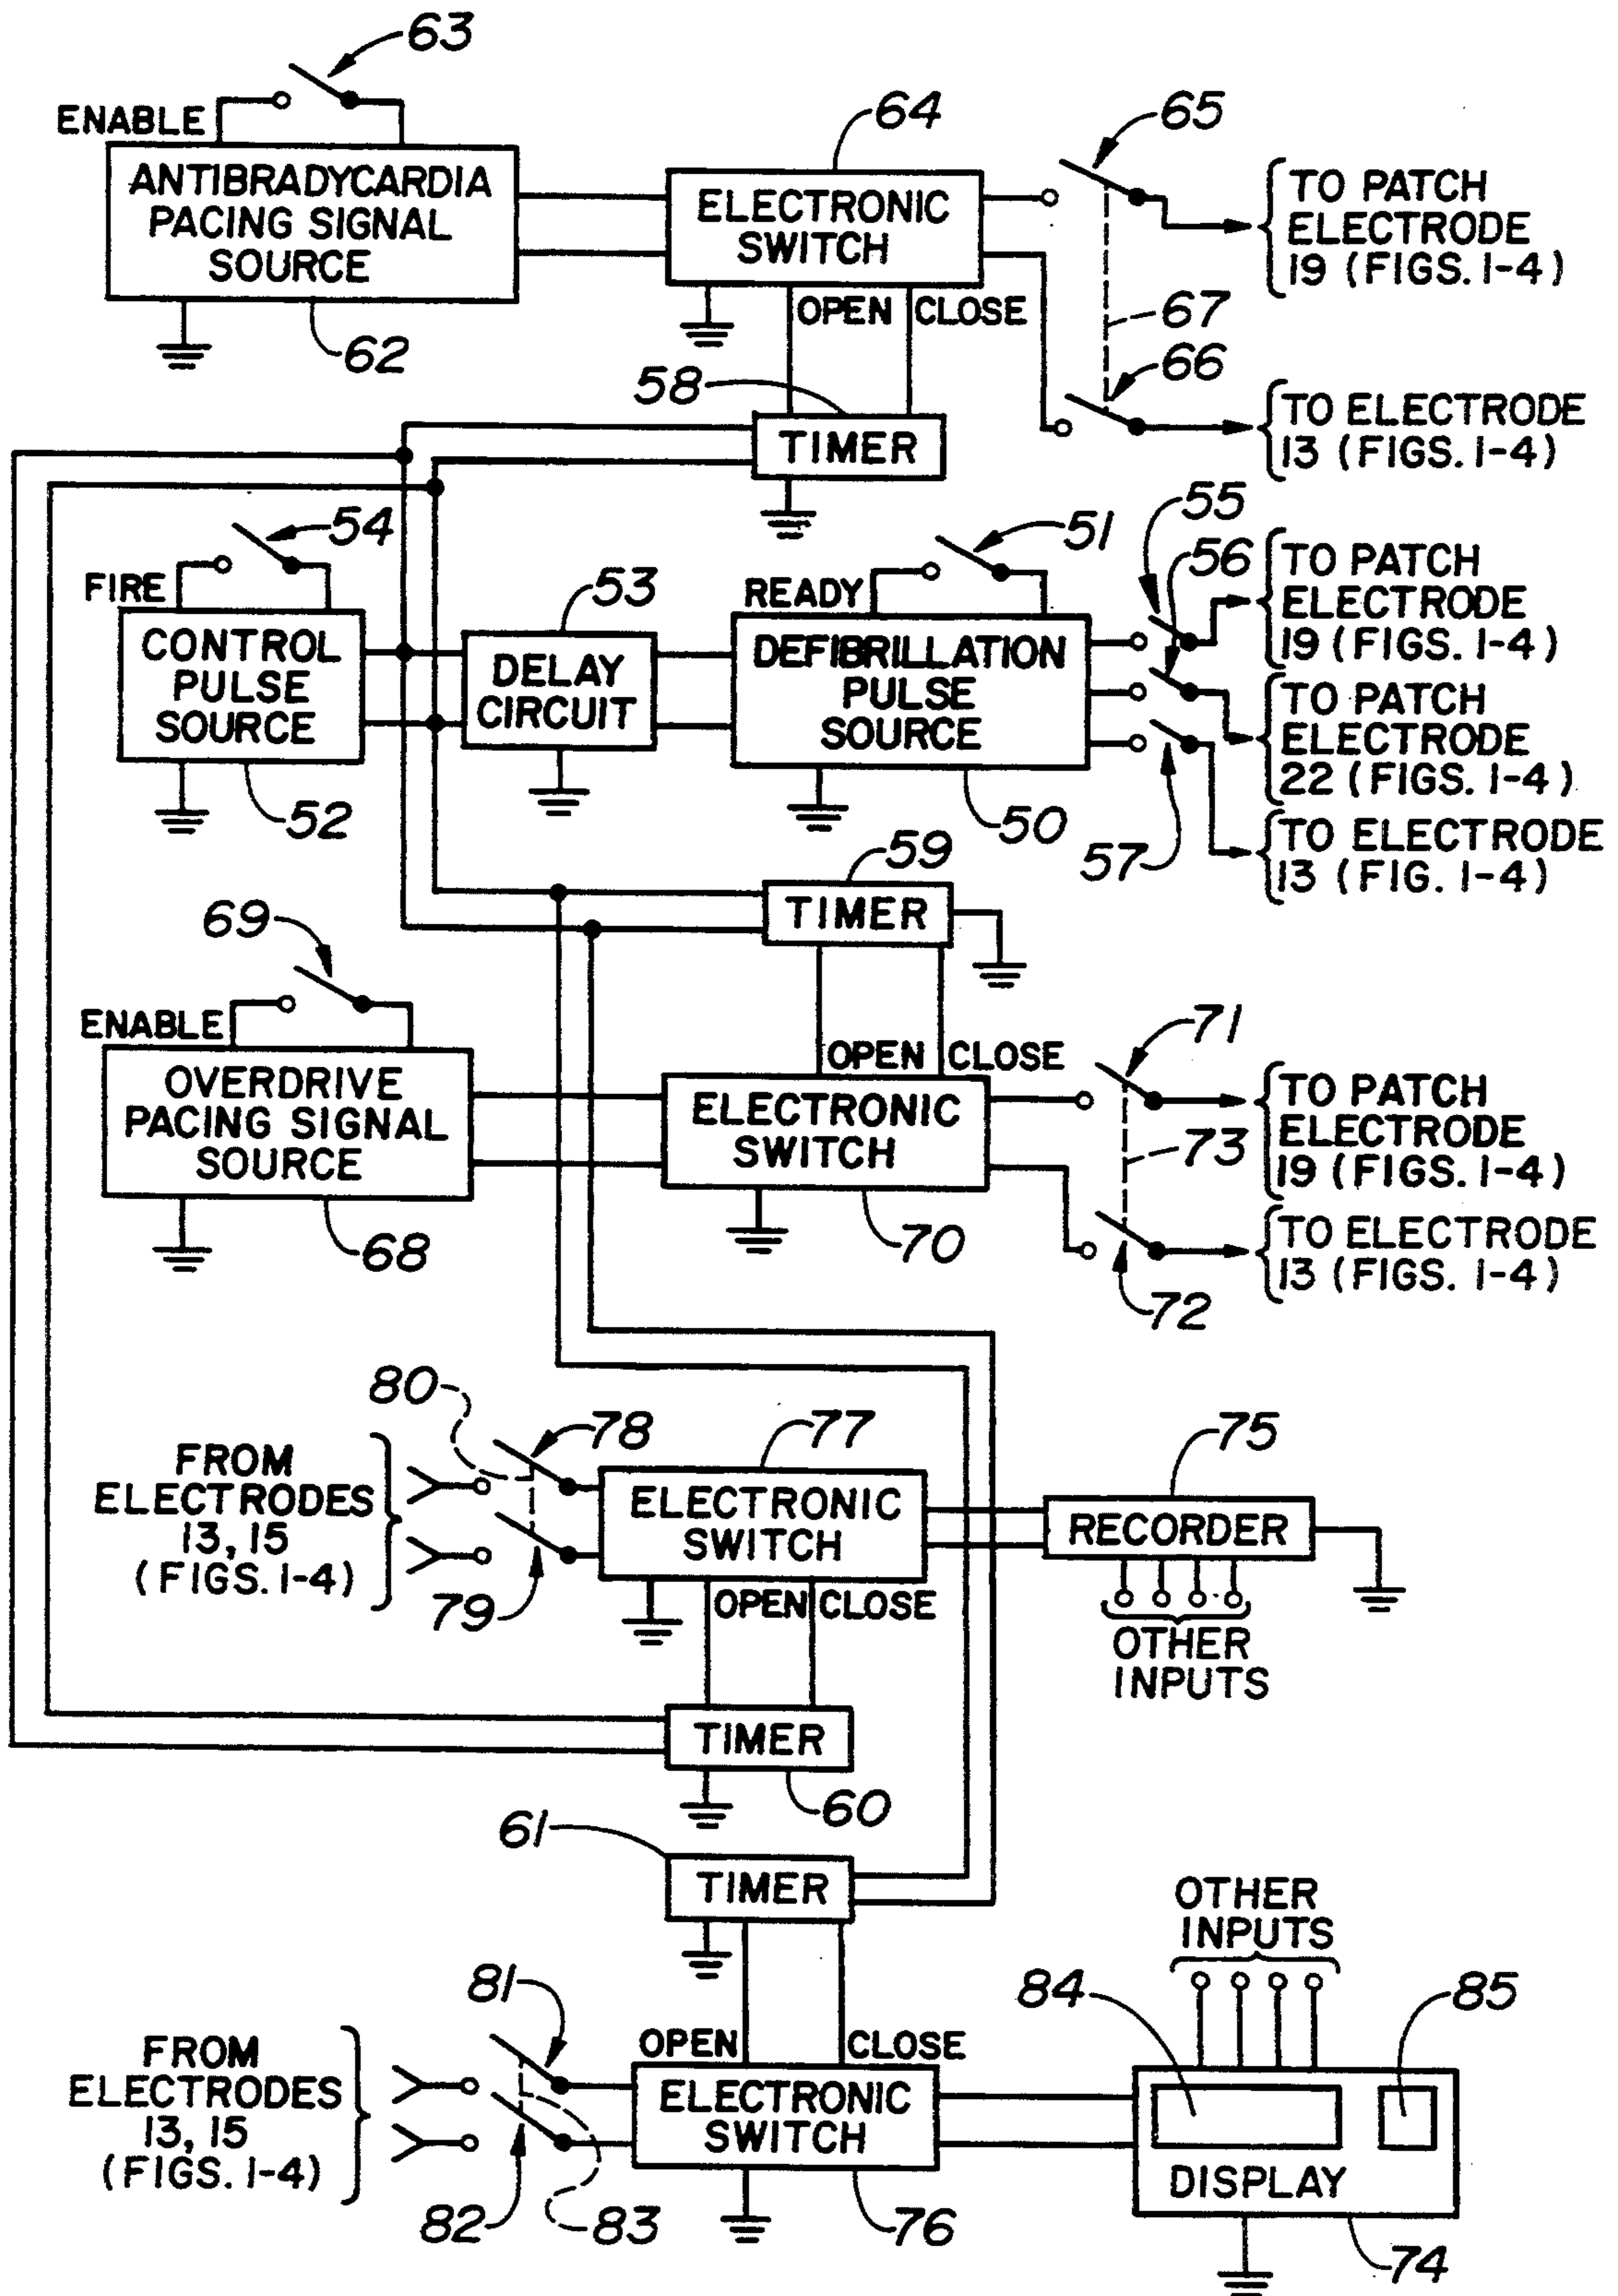 63
ENABLE
ANTIBRADYCARDIA
PACING SIGNAL
SOURCE
62
64
ELECTRONIC
SWITCH
OPEN
CLOSE
65
TO PATCH
ELECTRODE
19 (FIGS. 1-4)
67
66
TO ELECTRODE
13 (FIGS. 1-4)
58
TIMER
54
FIRE
CONTROL
PULSE
SOURCE
52
53
DELAY
CIRCUIT
51
READY
DEFIBRILLATION
PULSE
SOURCE
50
55
56
57
TO PATCH
ELECTRODE
19 (FIGS. 1-4)
TO PATCH
ELECTRODE
22 (FIGS. 1-4)
TO ELECTRODE
13 (FIG. 1-4)
59
TIMER
69
ENABLE
OVERDRIVE
PACING SIGNAL
SOURCE
68
OPEN
CLOSE
ELECTRONIC
SWITCH
70
71
73
72
TO PATCH
ELECTRODE
19 (FIGS. 1-4)
TO ELECTRODE
13 (FIGS. 1-4)
80
78
77
75
FROM
ELECTRODES
13, 15
(FIGS. 1-4)
79
ELECTRONIC
SWITCH
OPEN
CLOSE
RECORDER
OTHER
INPUTS
TIMER
60
61
TIMER
OTHER
INPUTS
81
84
85
OPEN
CLOSE
FROM
ELECTRODES
13, 15
(FIGS. 1-4)
ELECTRONIC
SWITCH
DISPLAY
82
83
76
74